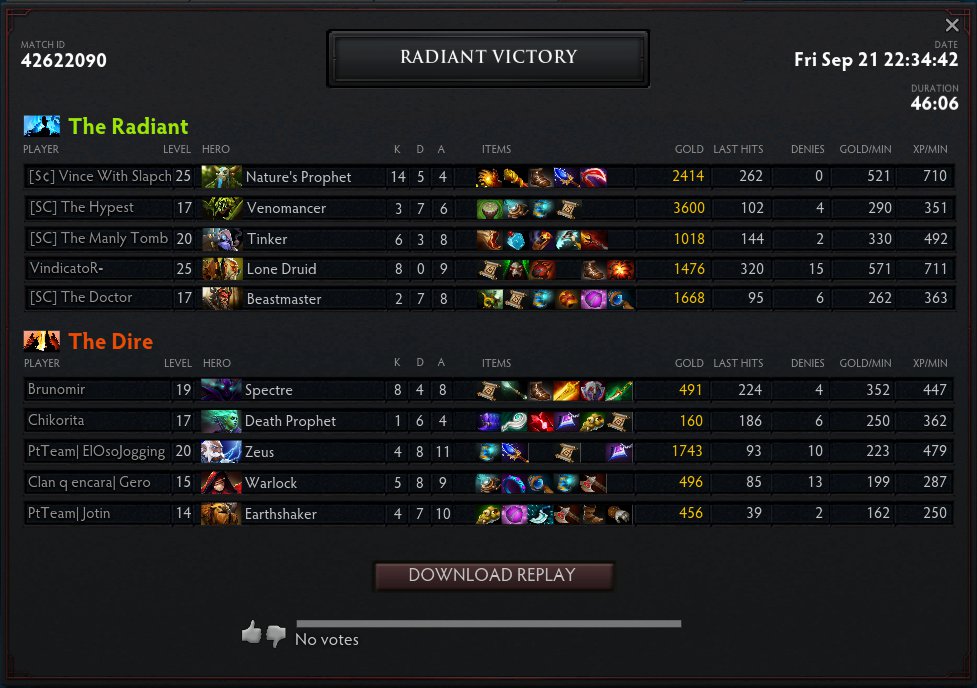 MATCH ID
42622090
RADIANT VICTORY
DATE
Fri Sep 21 22:34:42
DURATION
46:06
The Radiant
PLAYER LEVEL HERO K D A ITEMS GOLD LAST HITS DENIES GOLD/MIN XP/MIN
[S¢] Vince With Slapch 25 Nature's Prophet 14 5 4 2414 262 0 521 710
[SC] The Hypest 17 Venomancer 3 7 6 3600 102 4 290 351
[SC] The Manly Tomb 20 Tinker 6 3 8 1018 144 2 330 492
VindicatoR- 25 Lone Druid 8 0 9 1476 320 15 571 711
[SC] The Doctor 17 Beastmaster 2 7 8 1668 95 6 262 363
The Dire
PLAYER LEVEL HERO K D A ITEMS GOLD LAST HITS DENIES GOLD/MIN XP/MIN
Brunomir 19 Spectre 8 4 8 491 224 4 352 447
Chikorita 17 Death Prophet 1 6 4 160 186 6 250 362
PtTeam| ElOsoJogging 20 Zeus 4 8 11 1743 93 10 223 479
Clan q encara| Gero 15 Warlock 5 8 9 496 85 13 199 287
PtTeam| Jotin 14 Earthshaker 4 7 10 456 39 2 162 250
DOWNLOAD REPLAY
No votes